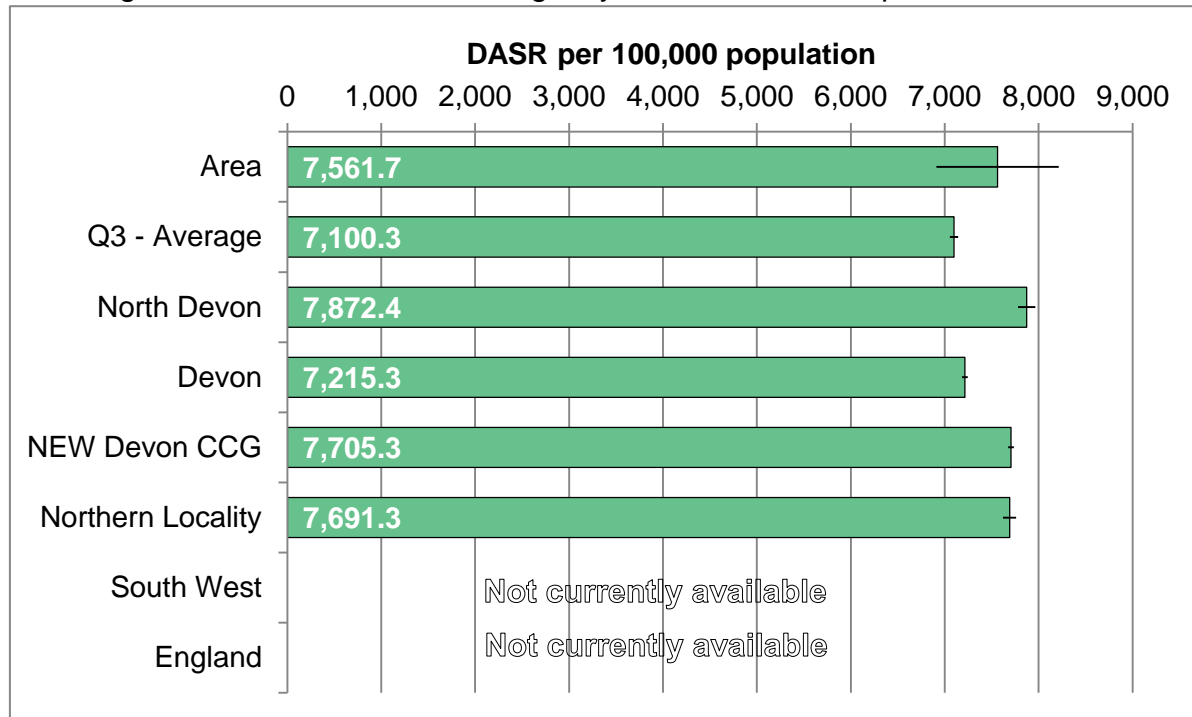 DASR per 100,000 population
0 1,000 2,000 3,000 4,000 5,000 6,000 7,000 8,000 9,000
Area 7,561.7
Q3 - Average 7,100.3
North Devon 7,872.4
Devon 7,215.3
NEW Devon CCG 7,705.3
Northern Locality 7,691.3
South West Not currently available
England Not currently available